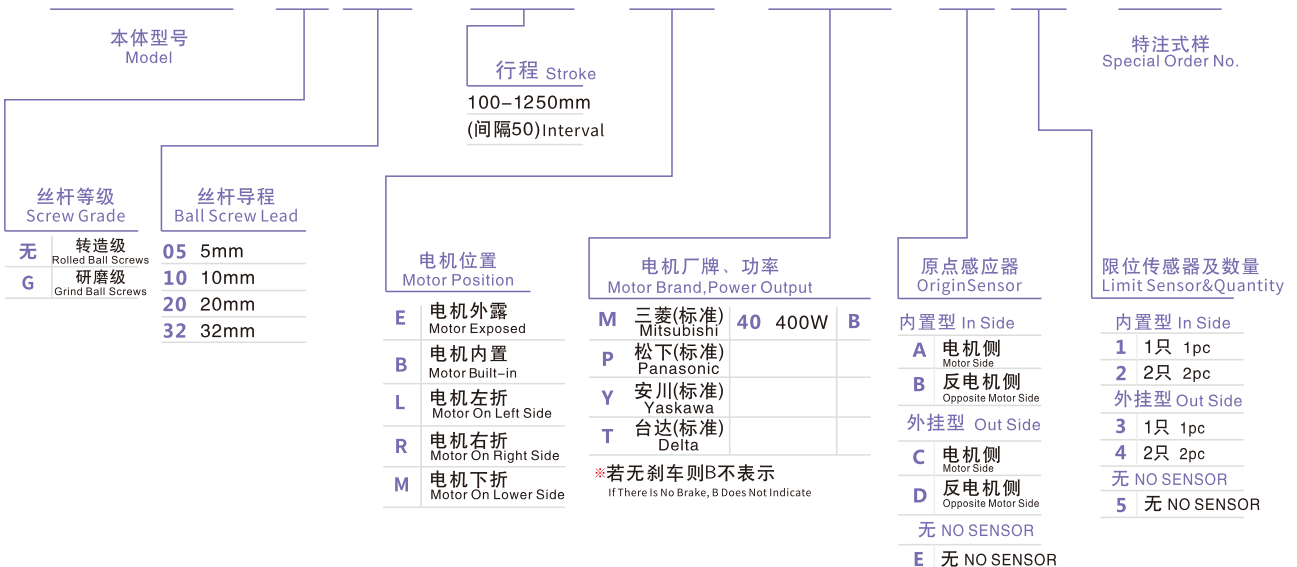 本体型号
Model
行程 Stroke
100-1250mm
(间隔50)Interval
特注式样
Special Order No.
丝杆等级
Screw Grade
无 转造级
Rolled Ball Screws
G 研磨级
Grind Ball Screws
丝杆导程
Ball Screw Lead
05 5mm
10 10mm
20 20mm
32 32mm
电机位置
Motor Position
E 电机外露
Motor Exposed
B 电机内置
Motor Built-in
L 电机左折
Motor On Left Side
R 电机右折
Motor On Right Side
M 电机下折
Motor On Lower Side
电机厂牌、功率
Motor Brand,Power Output
M 三菱(标准) 40 400W B
Mitsubishi
P 松下(标准)
Panasonic
Y 安川(标准)
Yaskawa
T 台达(标准)
Delta
※若无刹车则B不表示
If There Is No Brake, B Does Not Indicate
原点感应器
OriginSensor
内置型 In Side
A 电机侧
Motor Side
B 反电机侧
Opposite Motor Side
外挂型 Out Side
C 电机侧
Motor Side
D 反电机侧
Opposite Motor Side
无 NO SENSOR
E 无 NO SENSOR
限位传感器及数量
Limit Sensor&Quantity
内置型 In Side
1 1只 1pc
2 2只 2pc
外挂型 Out Side
3 1只 1pc
4 2只 2pc
无 NO SENSOR
5 无 NO SENSOR